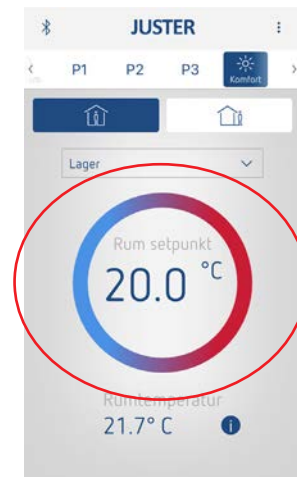 JUSTER
P1 P2 P3 Komfort
Lager
Rum setpunkt
20.0 °C
Rumtemperatur
21.7° C